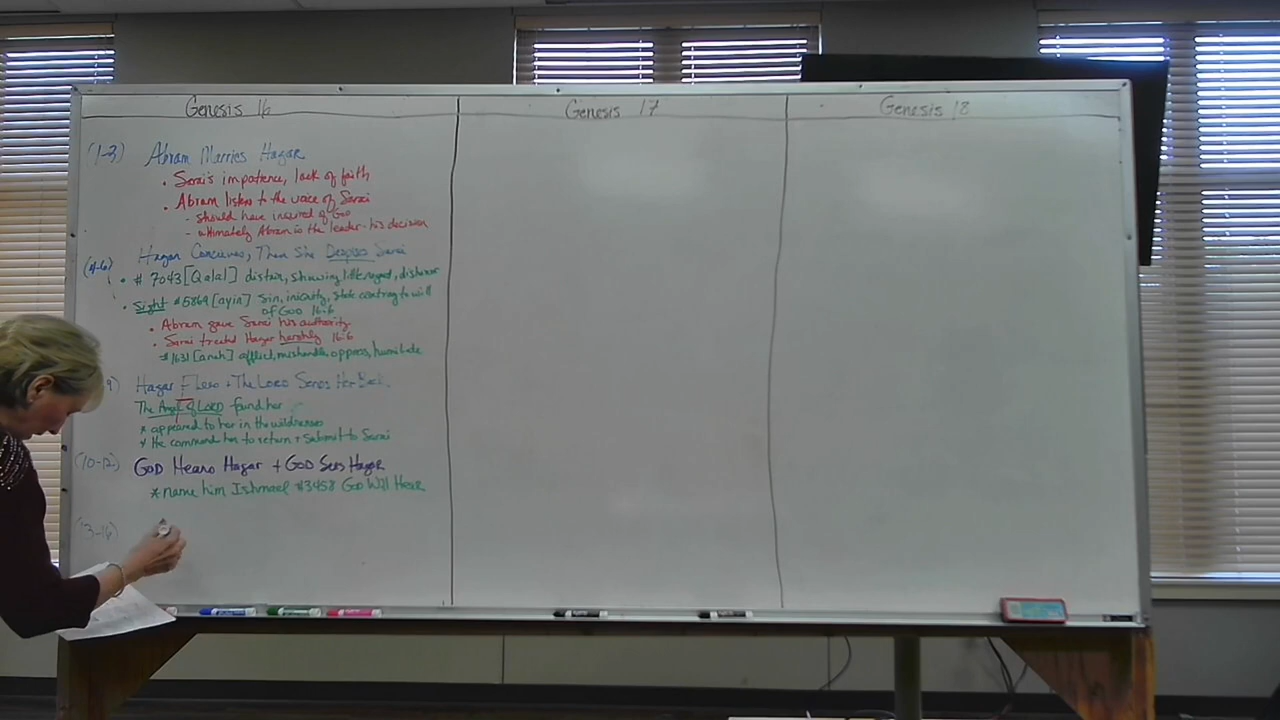 Genesis 16
(1-3) Abram Marries Hagar
• Sarai's impatience, lack of faith
• Abram listens to the voice of Sarai
- should have inquired of God
- ultimately Abram is the leader - his decision
(4-6) Hagar Conceives, Then She Despises Sarai
• # 7043 [Qalal] distain, showing little regard, dishonor
• Sight #5869 [ayin] sin, iniquity, state contrary to will
of God 16:6
• Abram gave Sarai his authority
• Sarai treated Hagar harshly 16:6
[anah] afflict, mishandle, oppress, humiliate
9) Hagar Flees + The LORD Sends Her Back
The Angel of LORD found her
* appeared to her in the wilderness
* He command her to return + submit to Sarai
(10-12) GOD Hears Hagar + GOD Sees Hagar
* name him Ishmael #3458 God Will Hear
(13-16)
Genesis 17
Genesis 18